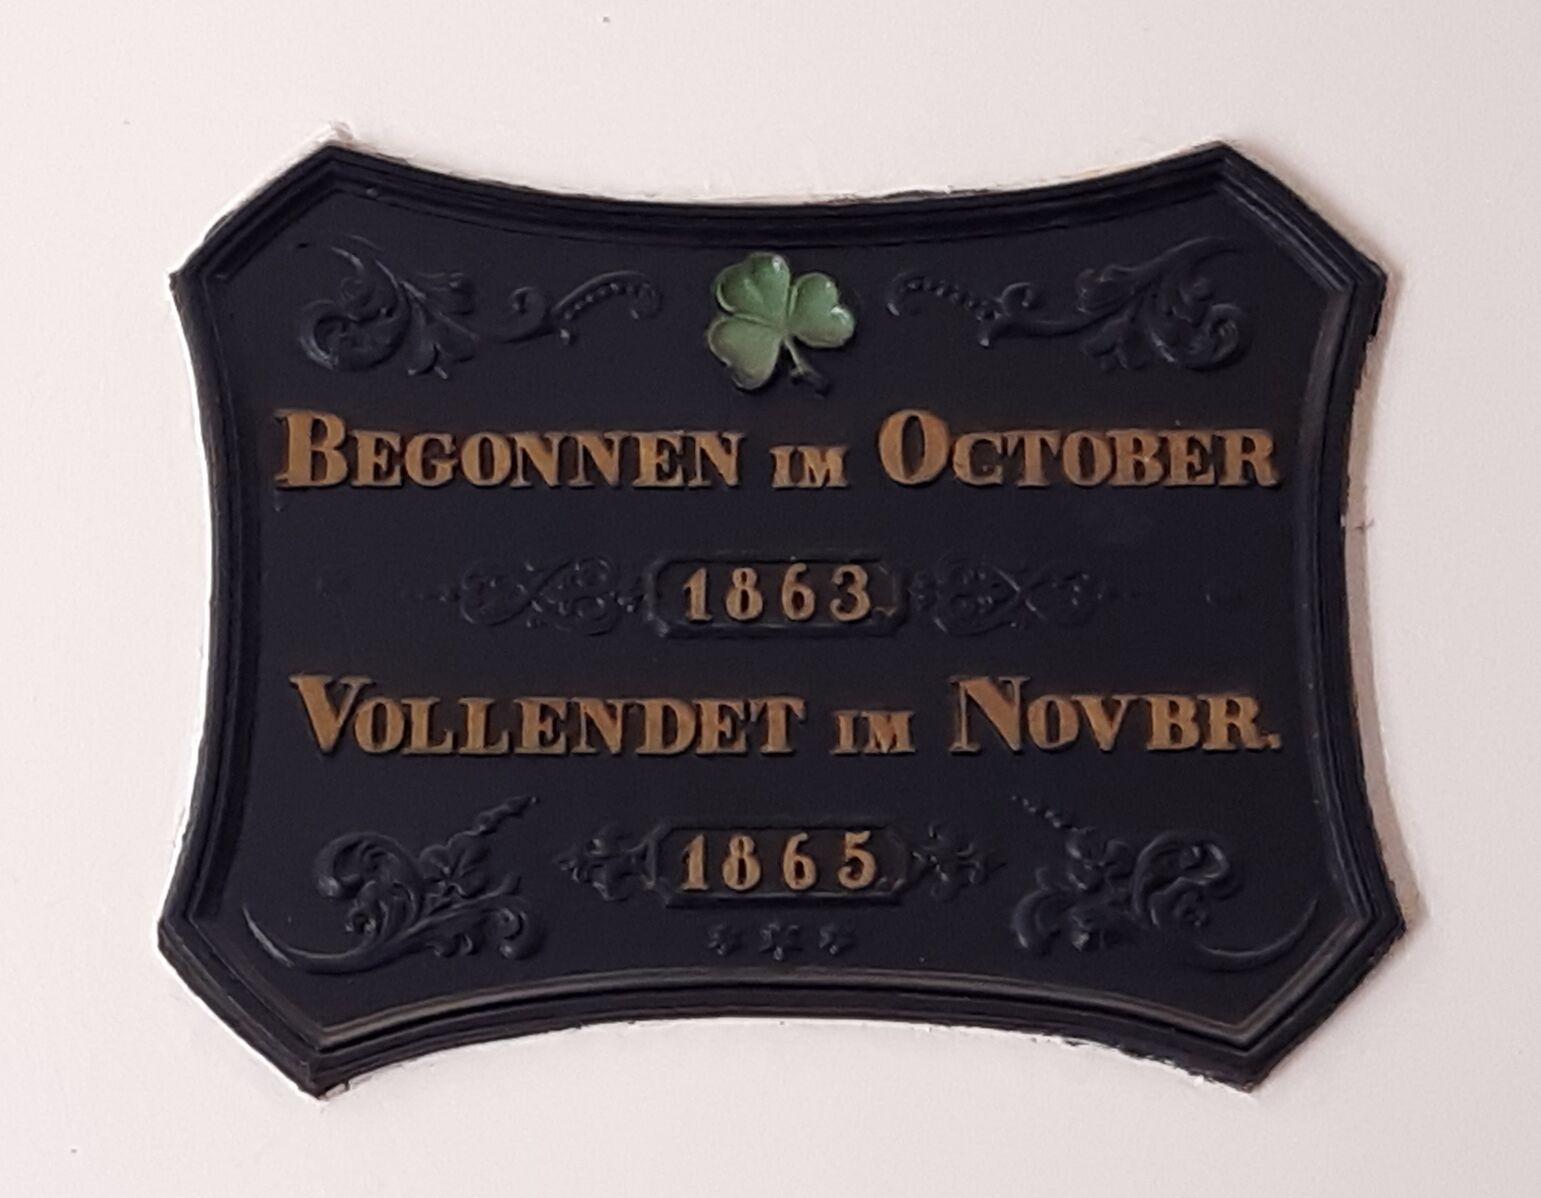 BEGONNEN IM OCTOBER
1863.
VOLLENDET IM NOVBR.
1865